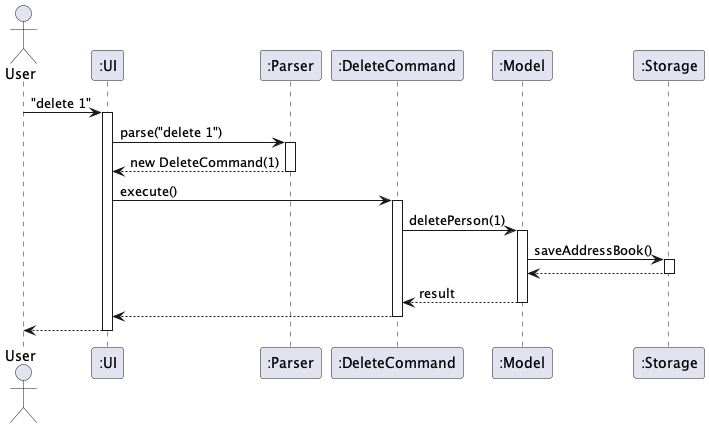 User
:UI
:Parser
:DeleteCommand
:Model
:Storage
"delete 1"
parse("delete 1")
new DeleteCommand(1)
execute()
deletePerson(1)
saveAddressBook()
result
User
:UI
:Parser
:DeleteCommand
:Model
:Storage